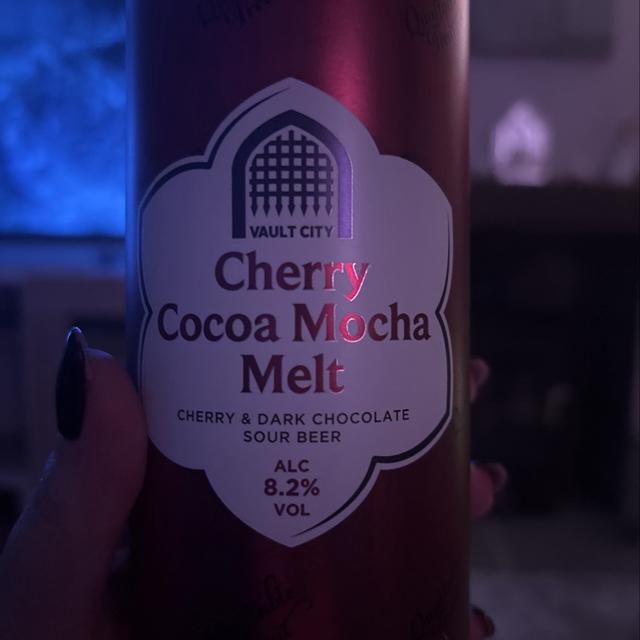 VAULT CITY
Cherry
Cocoa Mocha
Melt
CHERRY & DARK CHOCOLATE
SOUR BEER
ALC
8.2%
VOL